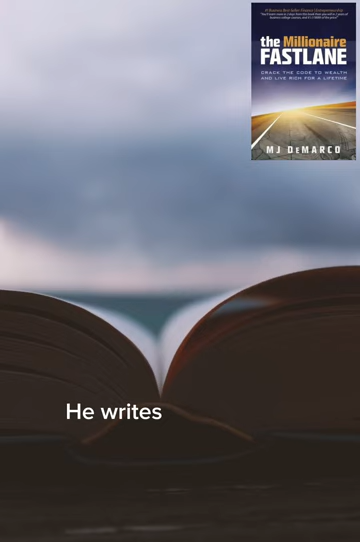 the Millionaire
FASTLANE
CRACK THE CODE TO WEALTH
AND LIVE RICH FOR A LIFETIME
MJ DEMARCO
He writes